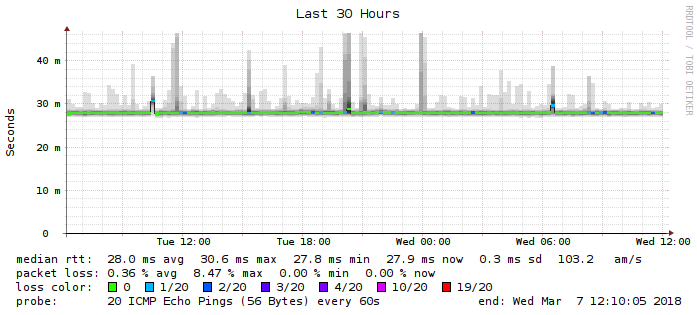 Last 30 Hours
RRDTOOL / TOBI OETIKER
Seconds
40 m
30 m
20 m
10 m
0
Tue 12:00 Tue 18:00 Wed 00:00 Wed 06:00 Wed 12:00
median rtt: 28.0 ms avg 30.6 ms max 27.8 ms min 27.9 ms now 0.3 ms sd 103.2 am/s
packet loss: 0.36 % avg 8.47 % max 0.00 % min 0.00 % now
loss color: 0 1/20 2/20 3/20 4/20 10/20 19/20
probe: 20 ICMP Echo Pings (56 Bytes) every 60s end: Wed Mar 7 12:10:05 2018